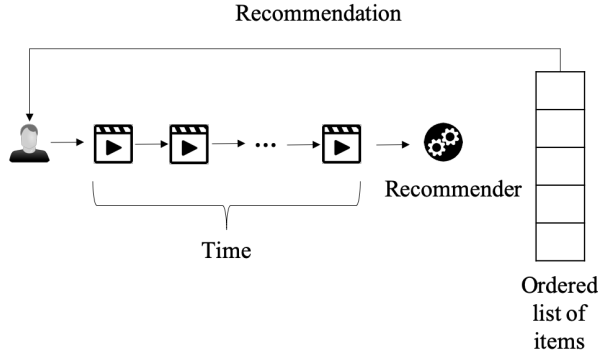 Recommendation
...
Recommender
Time
Ordered
list of
items